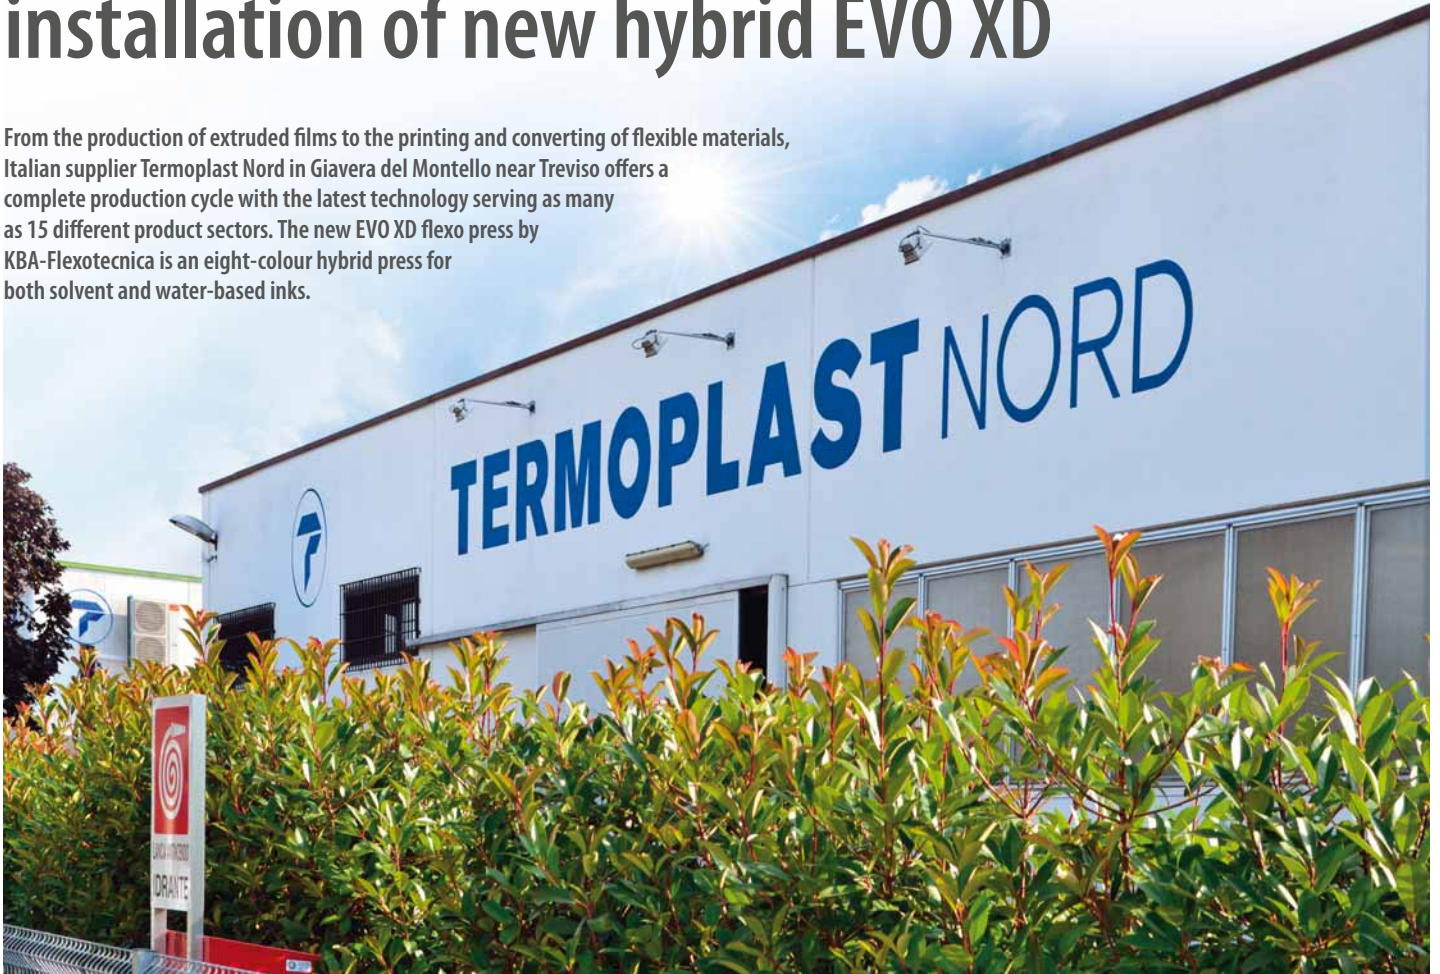 installation of new hybrid EVO XD
From the production of extruded films to the printing and converting of flexible materials,
Italian supplier Termoplast Nord in Giavera del Montello near Treviso offers a
complete production cycle with the latest technology serving as many
as 15 different product sectors. The new EVO XD flexo press by
KBA-Flexotecnica is an eight-colour hybrid press for
both solvent and water-based inks.
TERMOPLAST NORD
IDRANTE